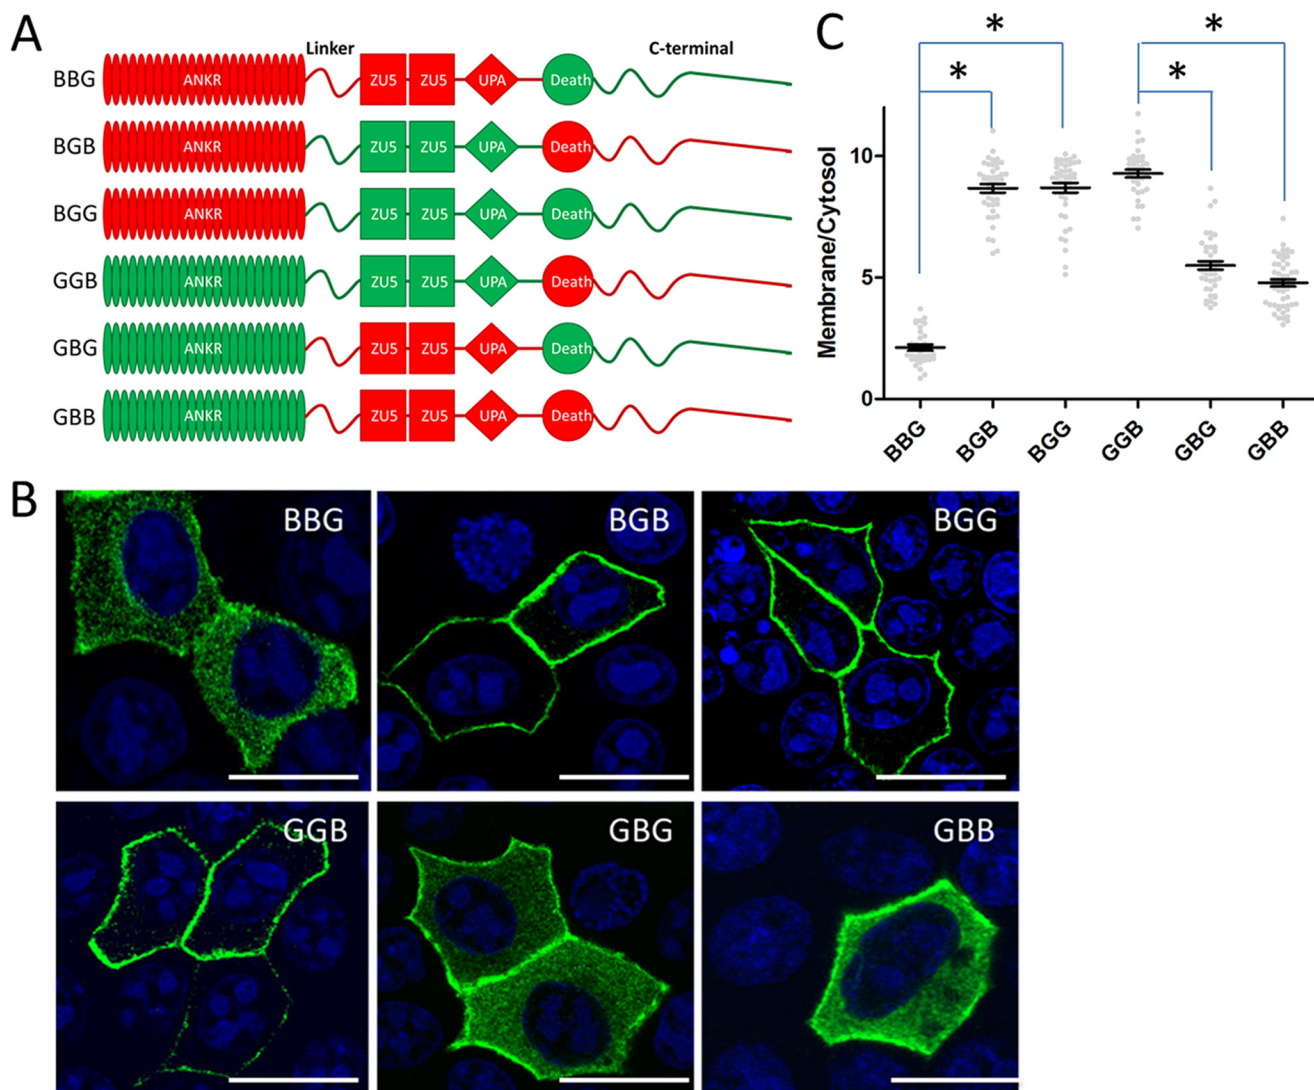 A
Linker
C-terminal
BBG ANKR ZU5 ZU5 UPA Death
BGB ANKR ZU5 ZU5 UPA Death
BGG ANKR ZU5 ZU5 UPA Death
GGB ANKR ZU5 ZU5 UPA Death
GBG ANKR ZU5 ZU5 UPA Death
GBB ANKR ZU5 ZU5 UPA Death
C
* *
* *
Membrane/Cytosol
10
5
0
BBG BGB BGG GGB GBG GBB
B
BBG BGB BGG
GGB GBG GBB